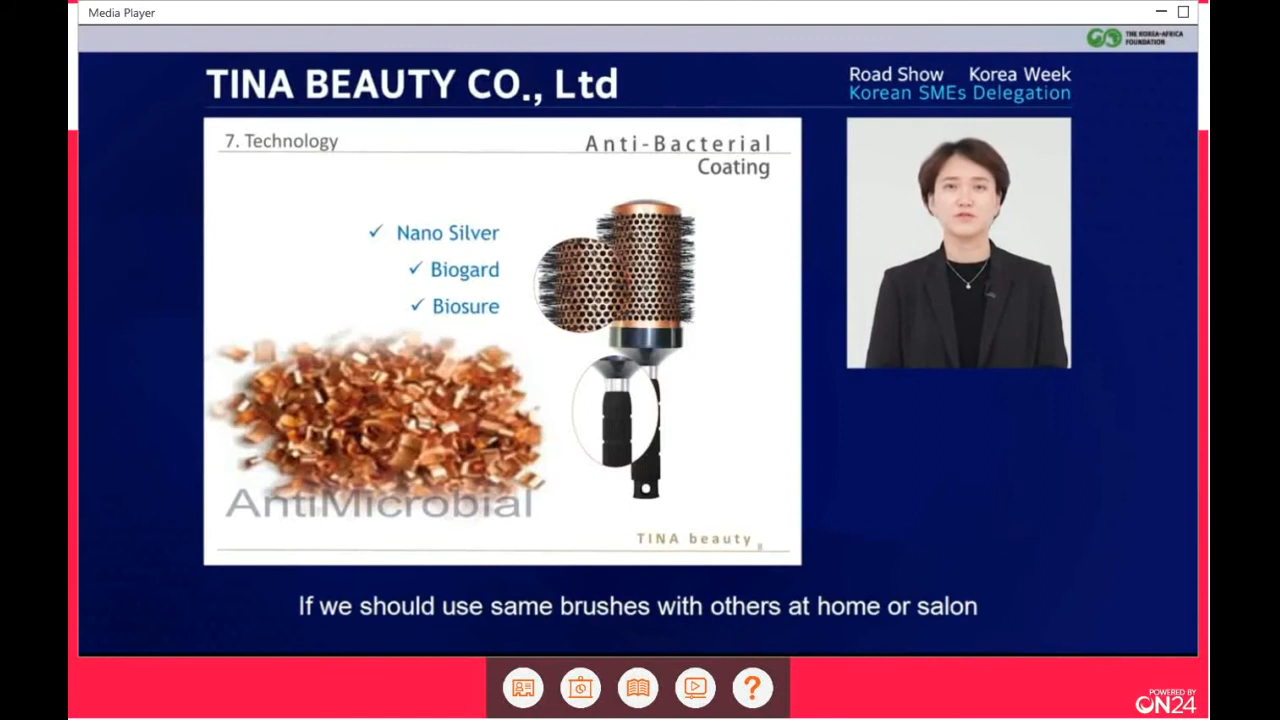 Media Player
THE KOREA-AFRICA
FOUNDATION
TINA BEAUTY CO., Ltd
Road Show Korea Week
Korean SMEs Delegation
7. Technology
Anti-Bacterial
Coating
✓ Nano Silver
✓ Biogard
✓ Biosure
AntiMicrobial
TINA beauty
If we should use same brushes with others at home or salon
?
POWERED BY
ON24